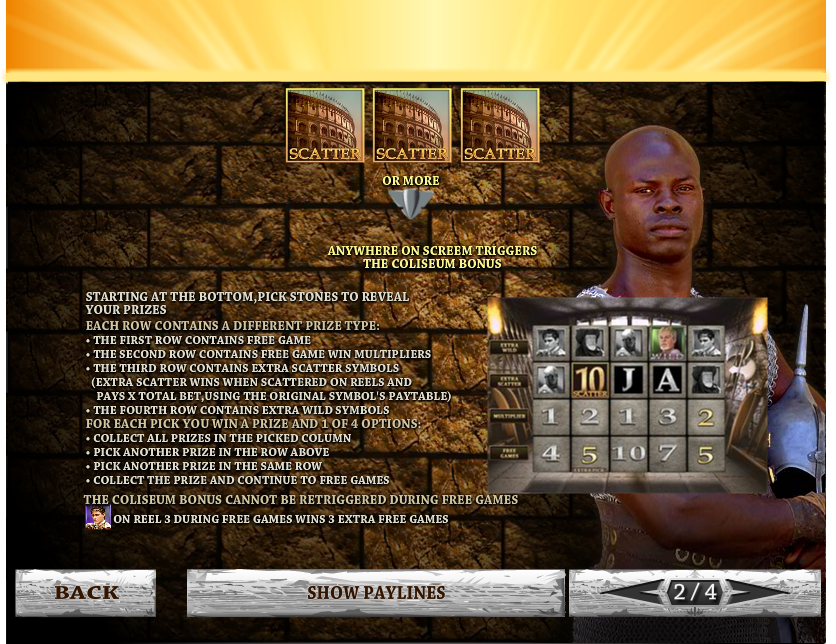 SCATTER SCATTER SCATTER
OR MORE
ANYWHERE ON SCREEM TRIGGERS
THE COLISEUM BONUS
STARTING AT THE BOTTOM,PICK STONES TO REVEAL
YOUR PRIZES
EACH ROW CONTAINS A DIFFERENT PRIZE TYPE:
• THE FIRST ROW CONTAINS FREE GAME
• THE SECOND ROW CONTAINS FREE GAME WIN MULTIPLIERS
• THE THIRD ROW CONTAINS EXTRA SCATTER SYMBOLS
(EXTRA SCATTER WINS WHEN SCATTERED ON REELS AND
PAYS X TOTAL BET,USING THE ORIGINAL SYMBOL'S PAYTABLE)
• THE FOURTH ROW CONTAINS EXTRA WILD SYMBOLS
FOR EACH PICK YOU WIN A PRIZE AND 1 OF 4 OPTIONS:
• COLLECT ALL PRIZES IN THE PICKED COLUMN
• PICK ANOTHER PRIZE IN THE ROW ABOVE
• PICK ANOTHER PRIZE IN THE SAME ROW
• COLLECT THE PRIZE AND CONTINUE TO FREE GAMES
THE COLISEUM BONUS CANNOT BE RETRIGGERED DURING FREE GAMES
ON REEL 3 DURING FREE GAMES WINS 3 EXTRA FREE GAMES
EXTRA
WILD
WILD
EXTRA
SCATTER
10 J A
SCATTER
MULTIPLIER
1 2 1 3 2
FREE
GAMES
4 5 10 7 5
BACK
SHOW PAYLINES
2/4